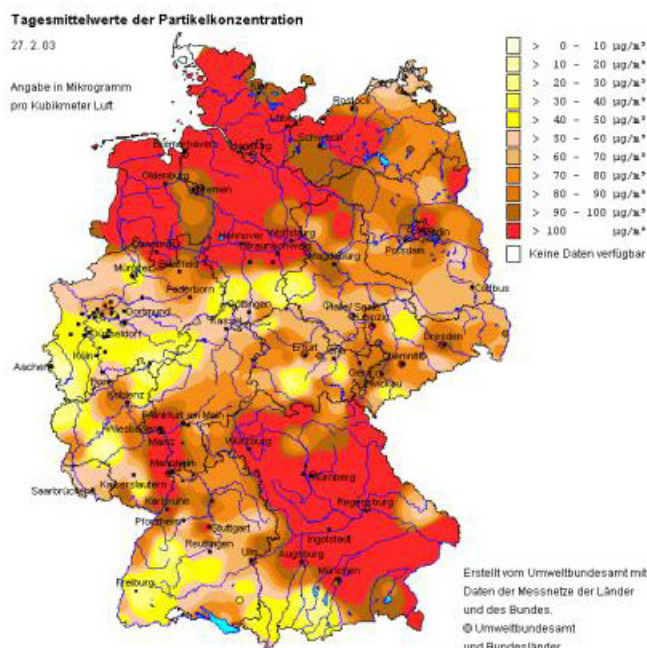 Tagesmittelwerte der Partikelkonzentration
27. 2. 03
Angabe in Mikrogramm
pro Kubikmeter Luft
> 0 - 10 µg/m³
> 10 - 20 µg/m³
> 20 - 30 µg/m³
> 30 - 40 µg/m³
> 40 - 50 µg/m³
> 50 - 60 µg/m³
> 60 - 70 µg/m³
> 70 - 80 µg/m³
> 80 - 90 µg/m³
> 90 - 100 µg/m³
> 100 µg/m³
Keine Daten verfügbar
Kiel
Rostock
Lübeck
Schwerin
Bremerhaven
Hamburg
Oldenburg
Bremen
Berlin
Hannover
Wolfsburg
Osnabrück
Braunschweig
Potsdam
Magdeburg
Bielefeld
Münster
Cottbus
Paderborn
Göttingen
Halle/ Saale
Dortmund
Leipzig
Kassel
Düsseldorf
Dresden
Köln
Erfurt
Chemnitz
Aachen
Gera
Bonn
Zwickau
Koblenz
Frankfurt am Main
Wiesbaden
Mainz
Würzburg
Mannheim
Nürnberg
Kaiserslautern
Saarbrücken
Karlsruhe
Regensburg
Pforzheim
Stuttgart
Ingolstadt
Reutlingen
Ulm
Augsburg
München
Freiburg
Erstellt vom Umweltbundesamt mit
Daten der Messnetze der Länder
und des Bundes.
@ Umweltbundesamt
und Bundesländer